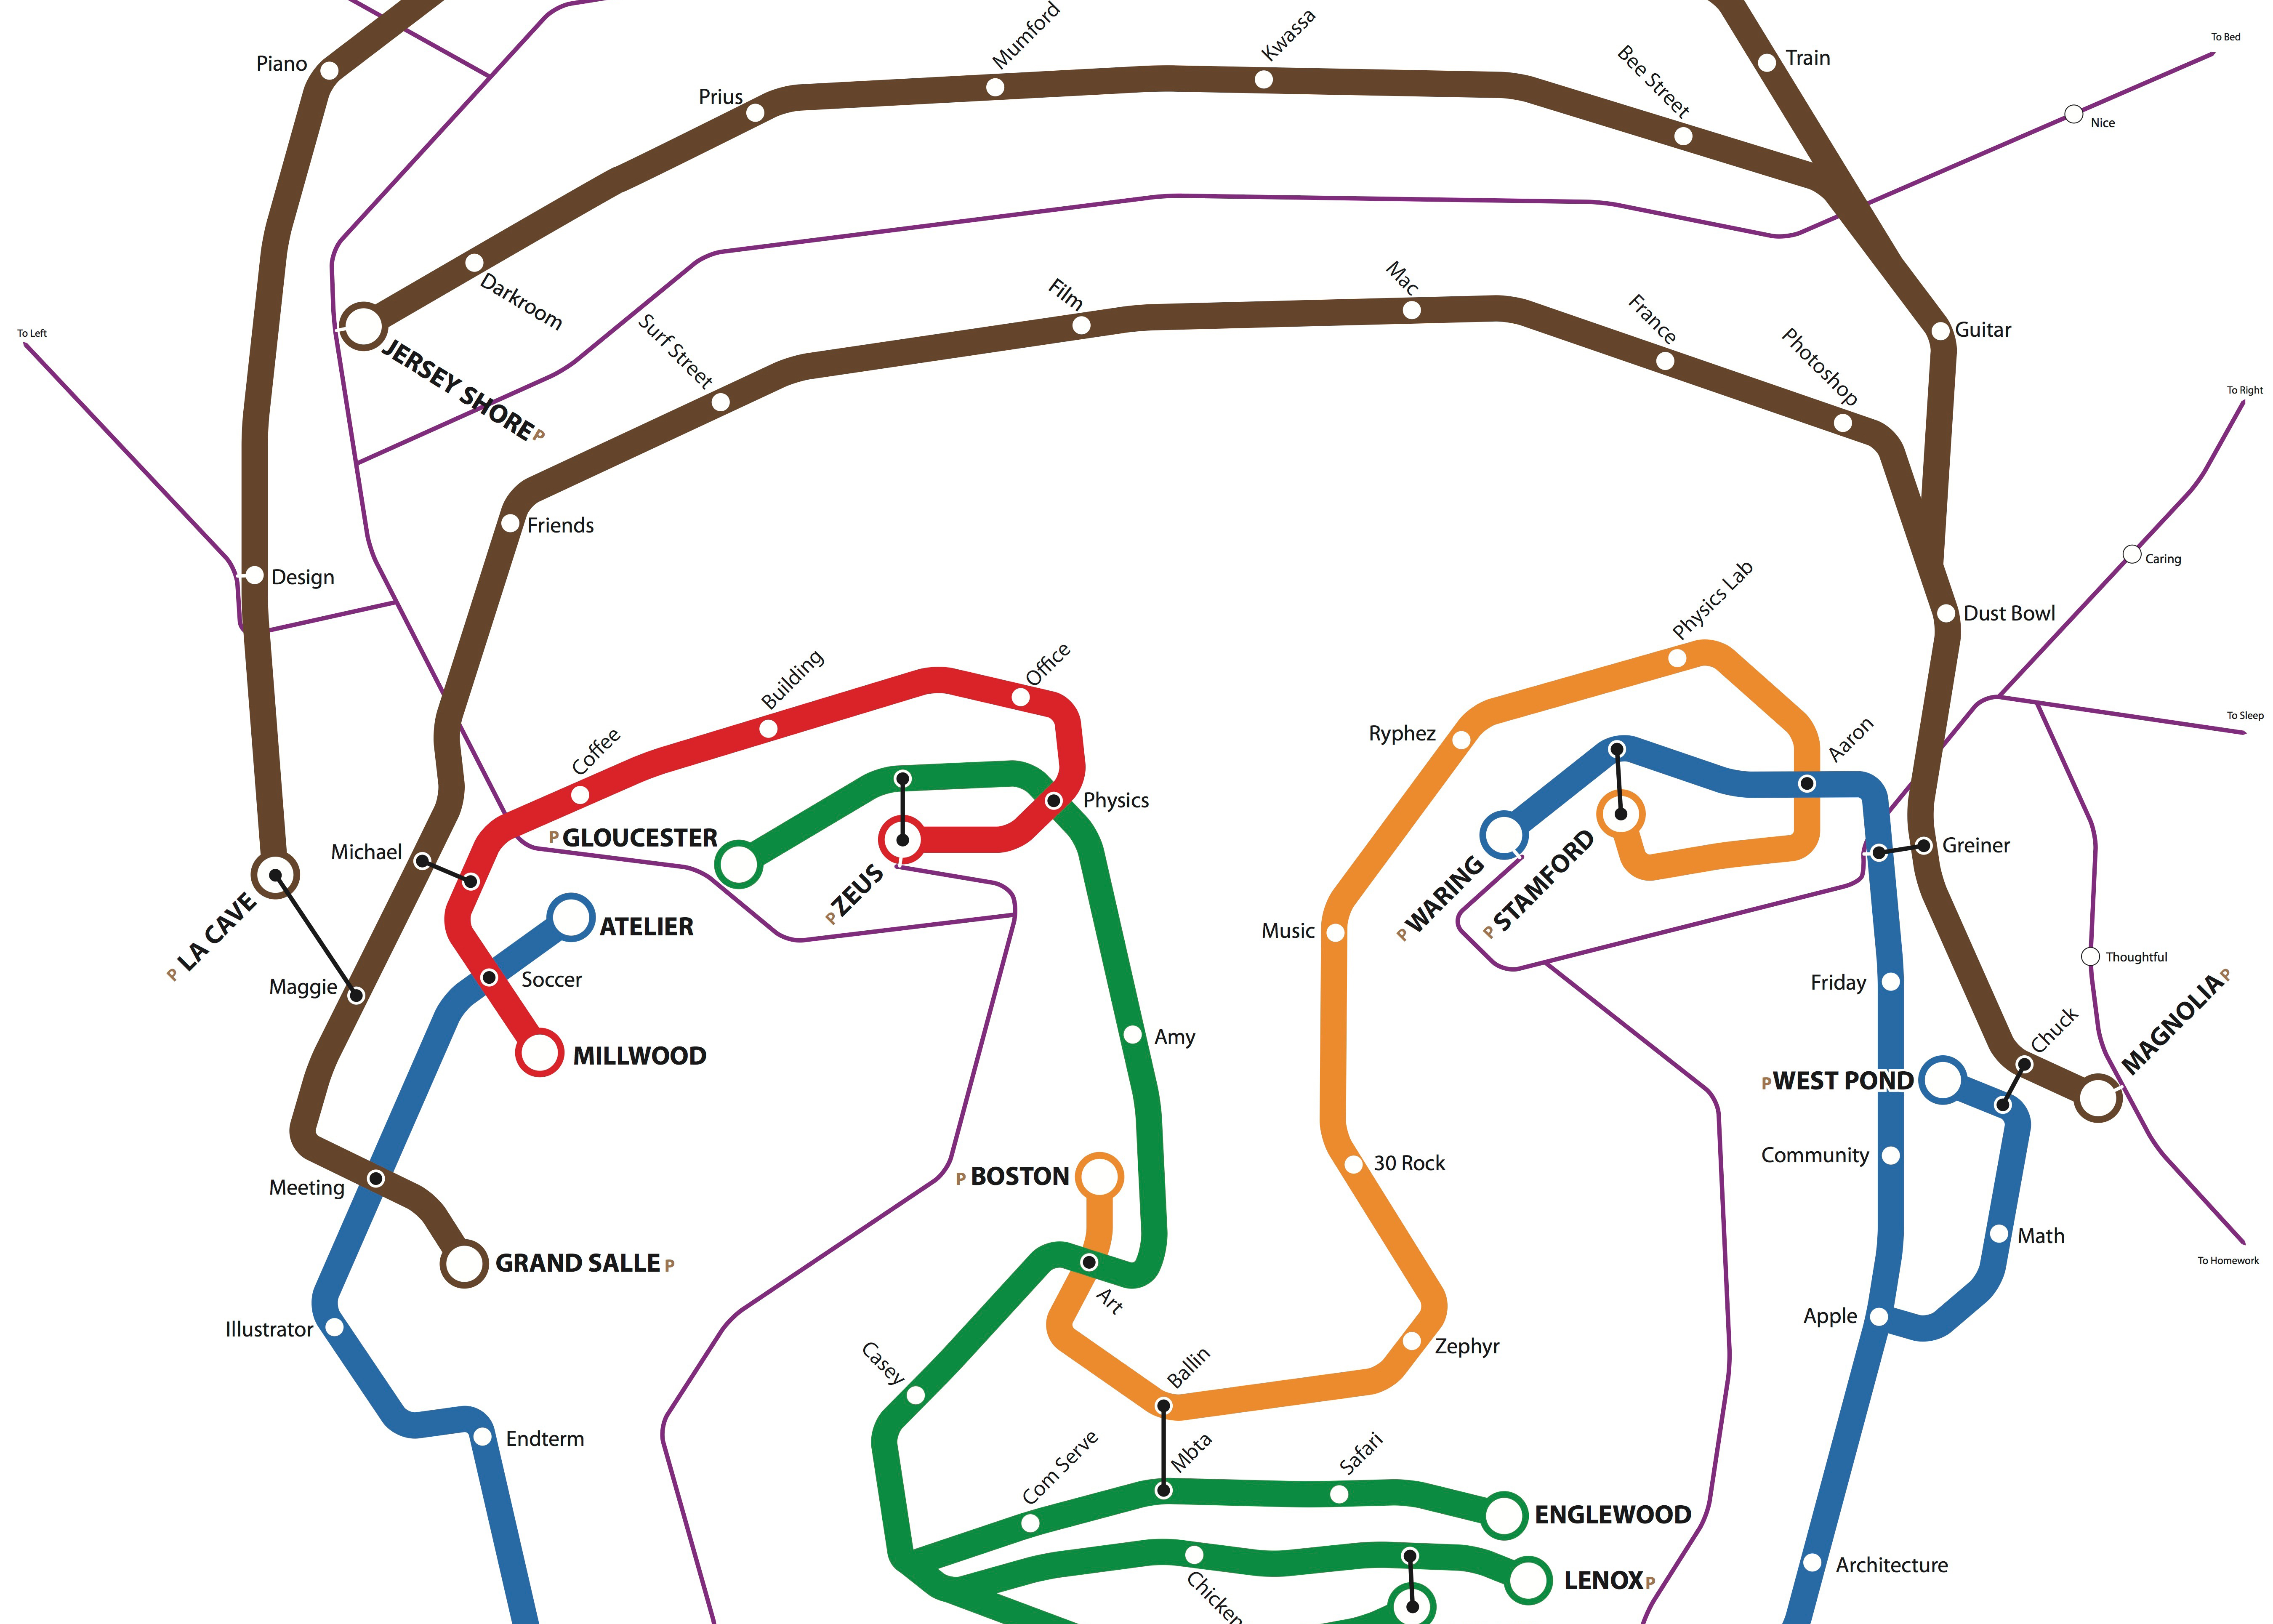 Piano
Prius
Mumford
Kwassa
Bee Street
Train
To Bed
Nice
Darkroom
JERSEY SHORE P
To Left
Surf Street
Film
Mac
France
Photoshop
Guitar
To Right
Friends
Design
Caring
Dust Bowl
Physics Lab
Building
Office
Coffee
Ryphez
Aaron
To Sleep
Physics
P GLOUCESTER
P ZEUS
Michael
Greiner
P WARING
P STAMFORD
P LA CAVE
ATELIER
Music
Soccer
Maggie
Friday
Thoughtful
MAGNOLIA P
Chuck
Amy
MILLWOOD
P WEST POND
Community
30 Rock
P BOSTON
Meeting
GRAND SALLE P
Math
To Homework
Art
Illustrator
Apple
Zephyr
Casey
Ballin
Endterm
Com Serve
Mbta
Safari
ENGLEWOOD
Architecture
LENOX P
Chicken